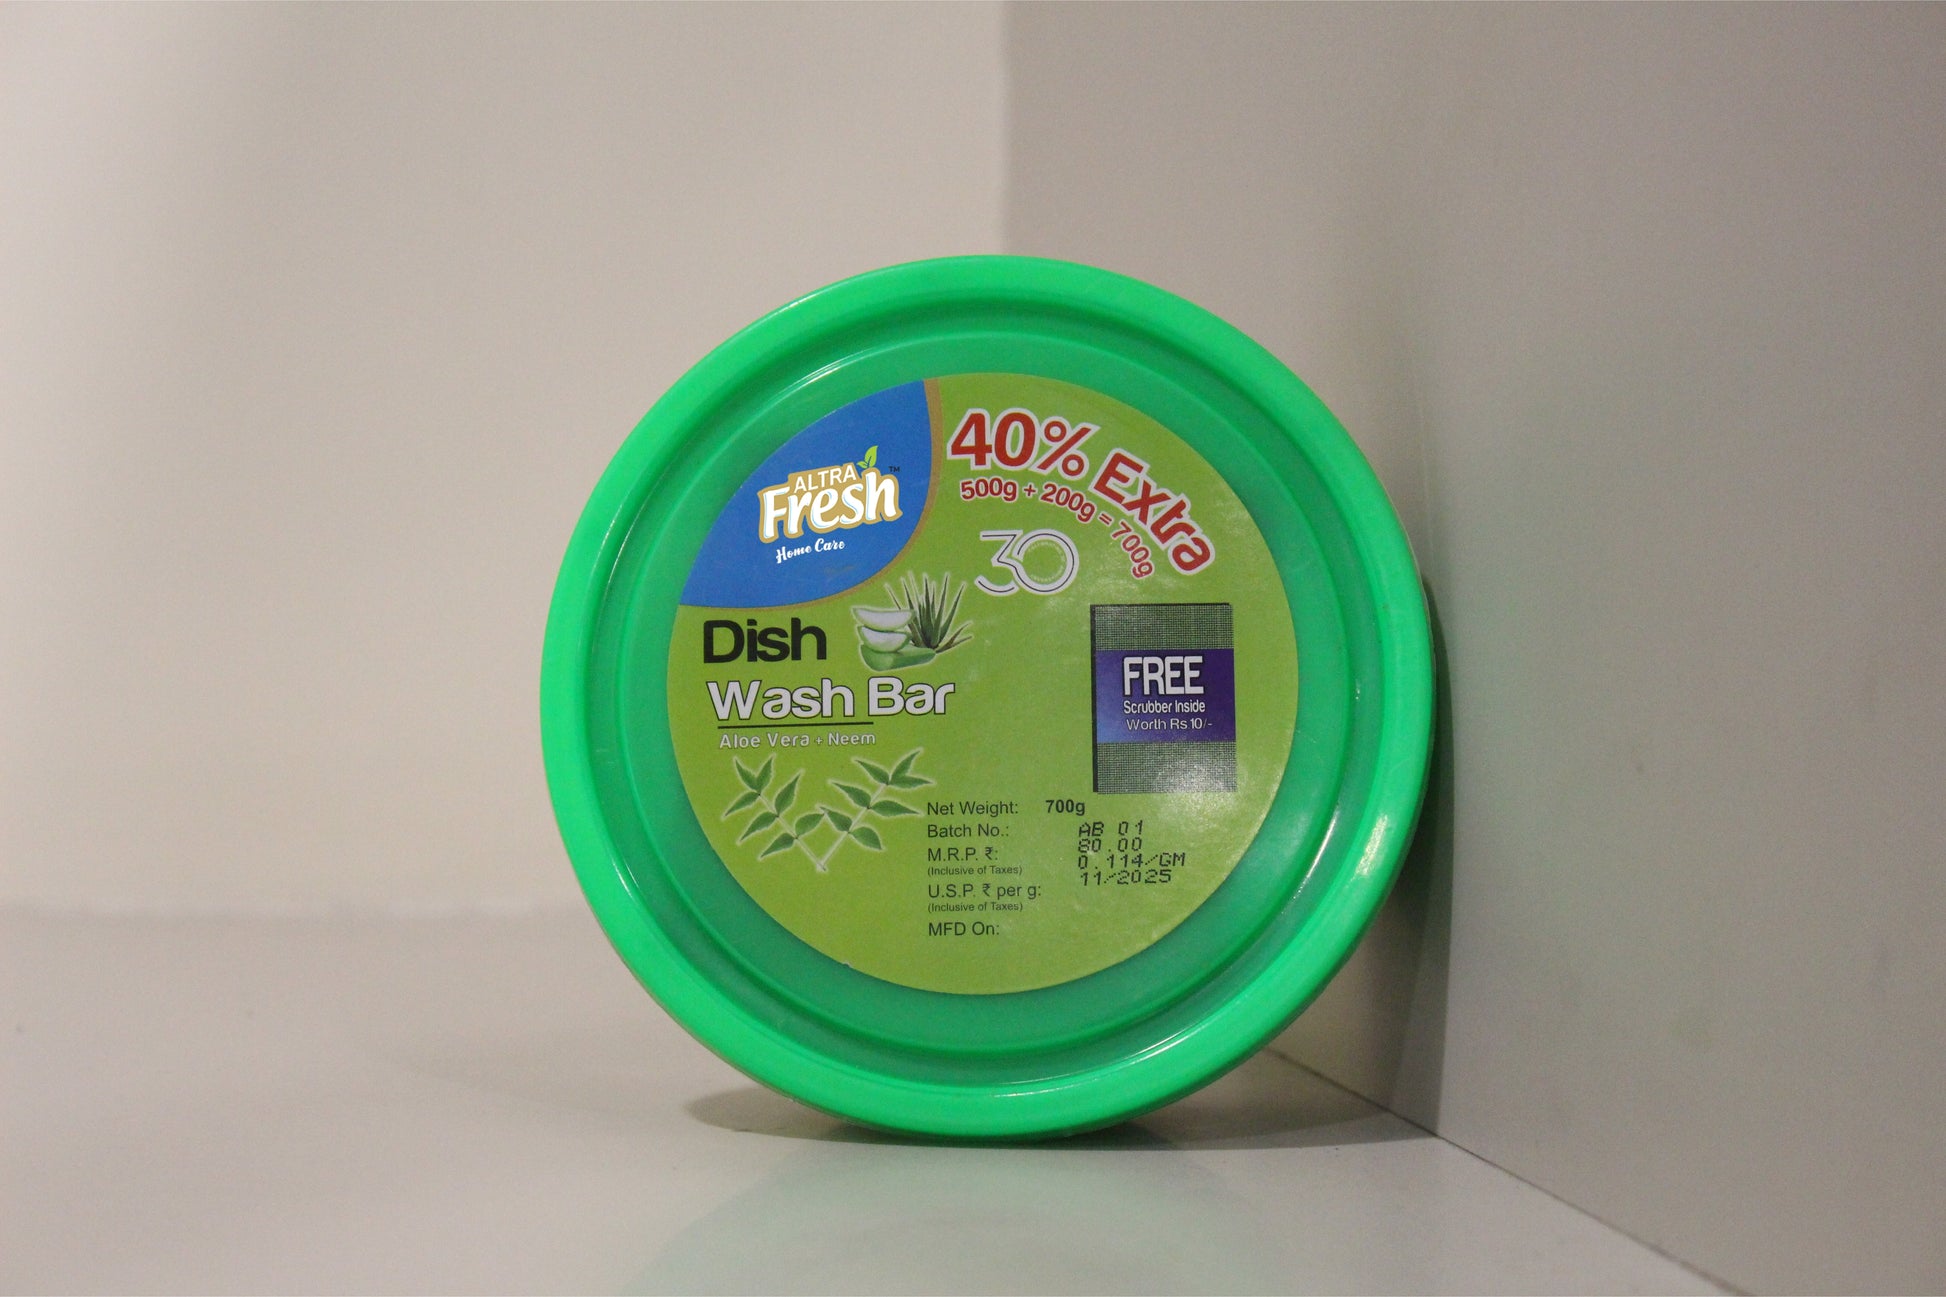 ALTRA
Fresh™
Home Care
40% Extra
500g + 200g = 700g
30
Dish
Wash Bar
Aloe Vera + Neem
FREE
Scrubber Inside
Worth Rs 10/-
Net Weight: 700g
Batch No.: AB 01
M.R.P. ₹: 80.00
(Inclusive of Taxes)
U.S.P. ₹ per g: 0.114/GM
(Inclusive of Taxes)
MFD On: 11/2025